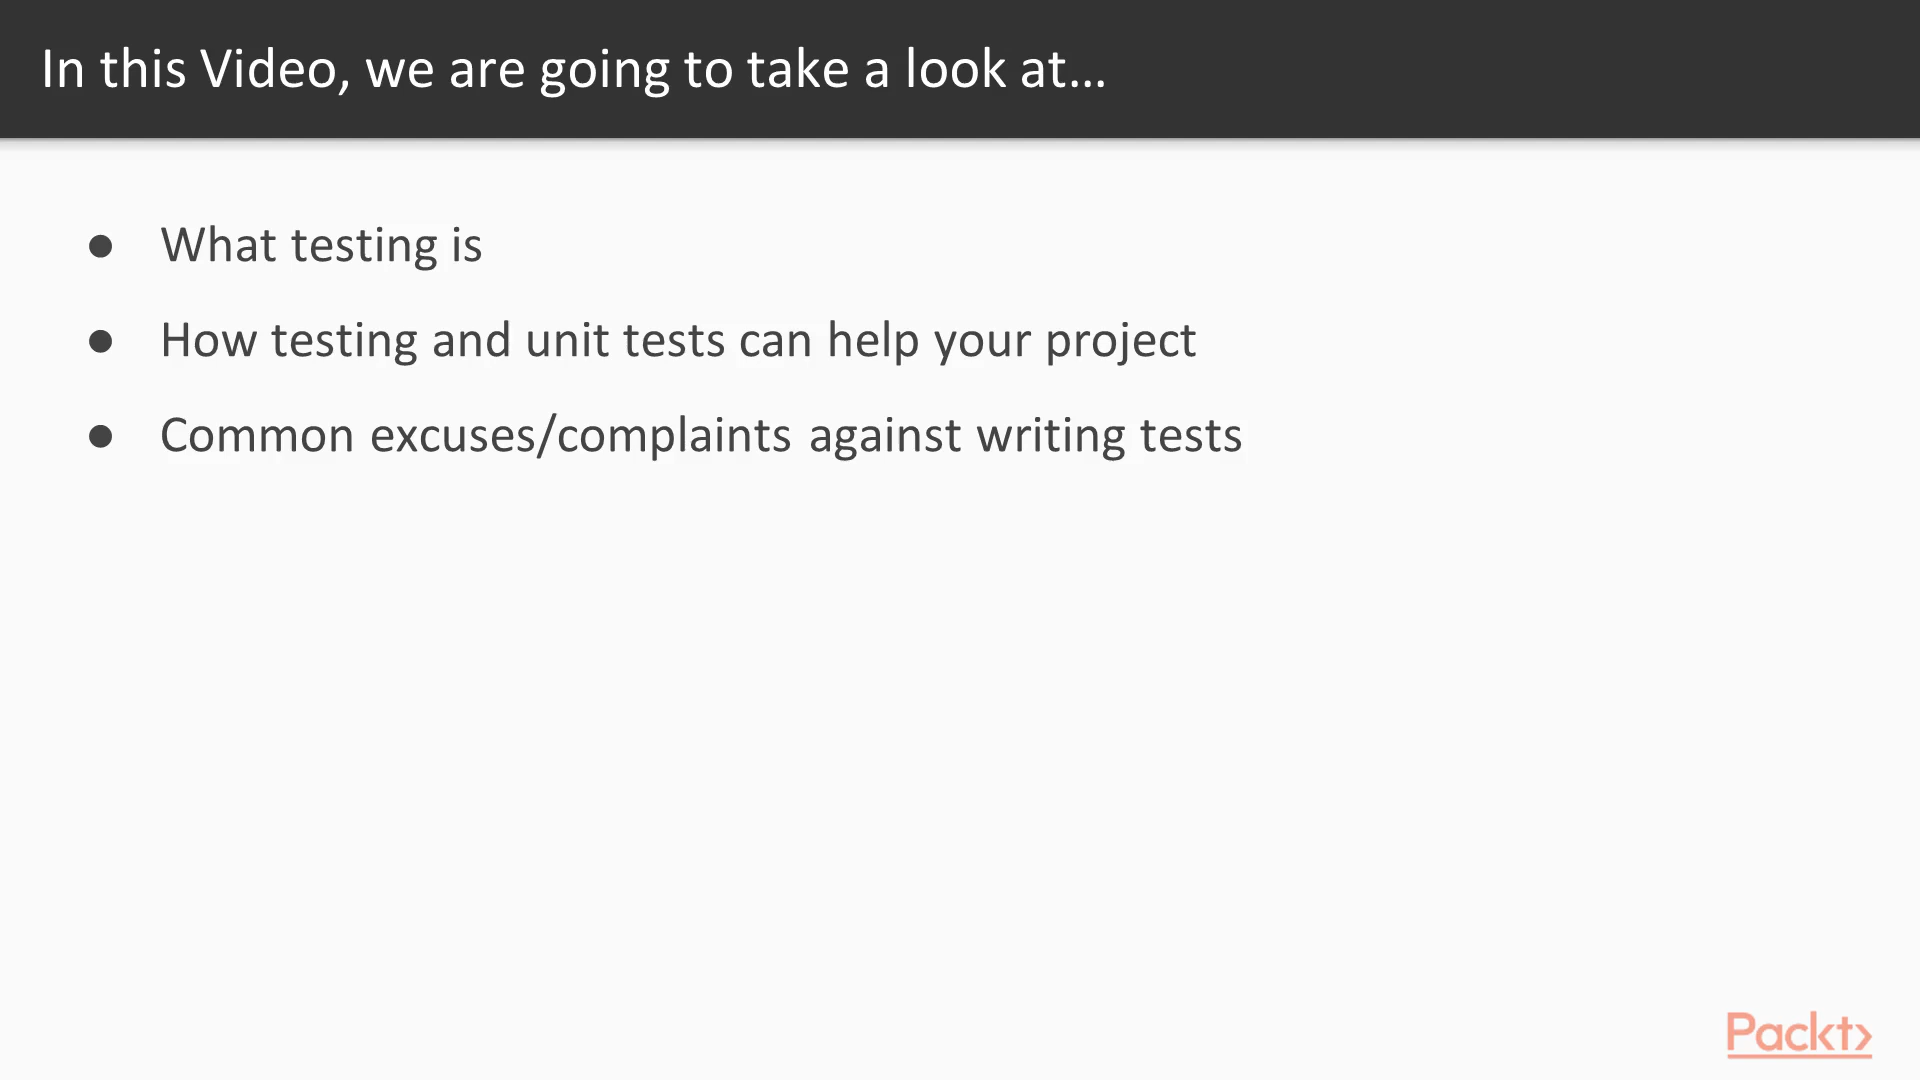 In this Video, we are going to take a look at...
● What testing is
● How testing and unit tests can help your project
● Common excuses/complaints against writing tests
Packt>